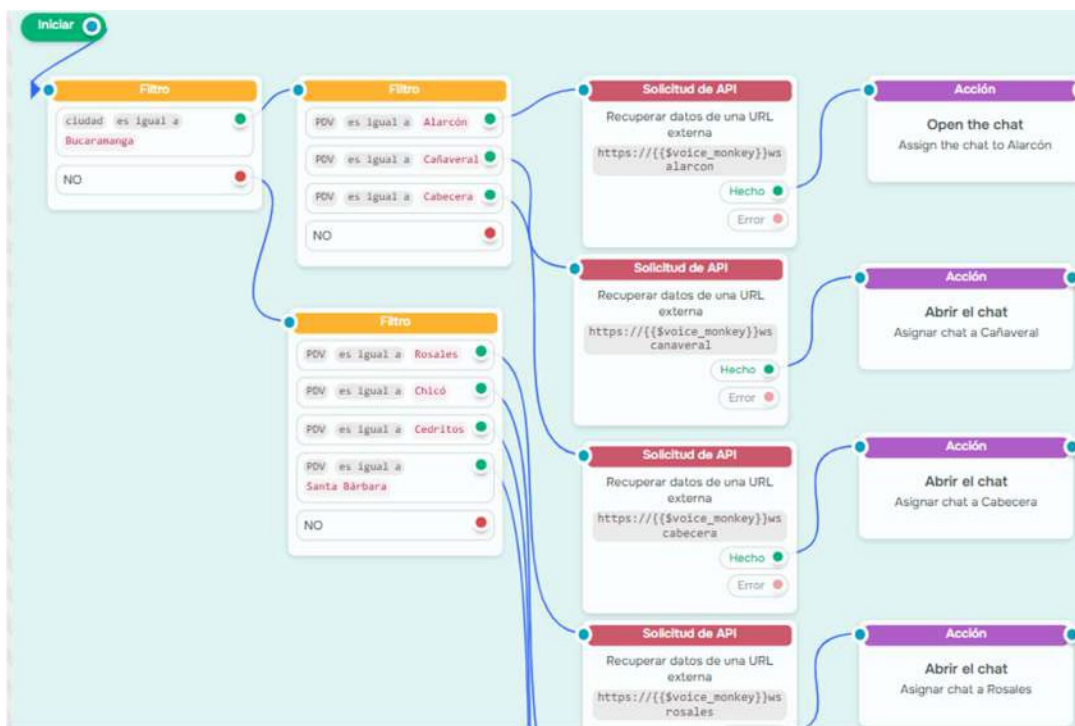 Iniciar
Filtro
ciudad es igual a
Bucaramanga
NO
Filtro
PDV es igual a Alarcón
PDV es igual a Cañaveral
PDV es igual a Cabecera
NO
Filtro
PDV es igual a Rosales
PDV es igual a Chicó
PDV es igual a Cedritos
PDV es igual a
Santa Bárbara
NO
Solicitud de API
Recuperar datos de una URL
externa
https://{{$voice_monkey}}ws
alarcon
Hecho
Error
Acción
Open the chat
Assign the chat to Alarcón
Solicitud de API
Recuperar datos de una URL
externa
https://{{$voice_monkey}}ws
canaveral
Hecho
Error
Acción
Abrir el chat
Asignar chat a Cañaveral
Solicitud de API
Recuperar datos de una URL
externa
https://{{$voice_monkey}}ws
cabecera
Hecho
Error
Acción
Abrir el chat
Asignar chat a Cabecera
Solicitud de API
Recuperar datos de una URL
externa
https://{{$voice_monkey}}ws
rosales
Acción
Abrir el chat
Asignar chat a Rosales